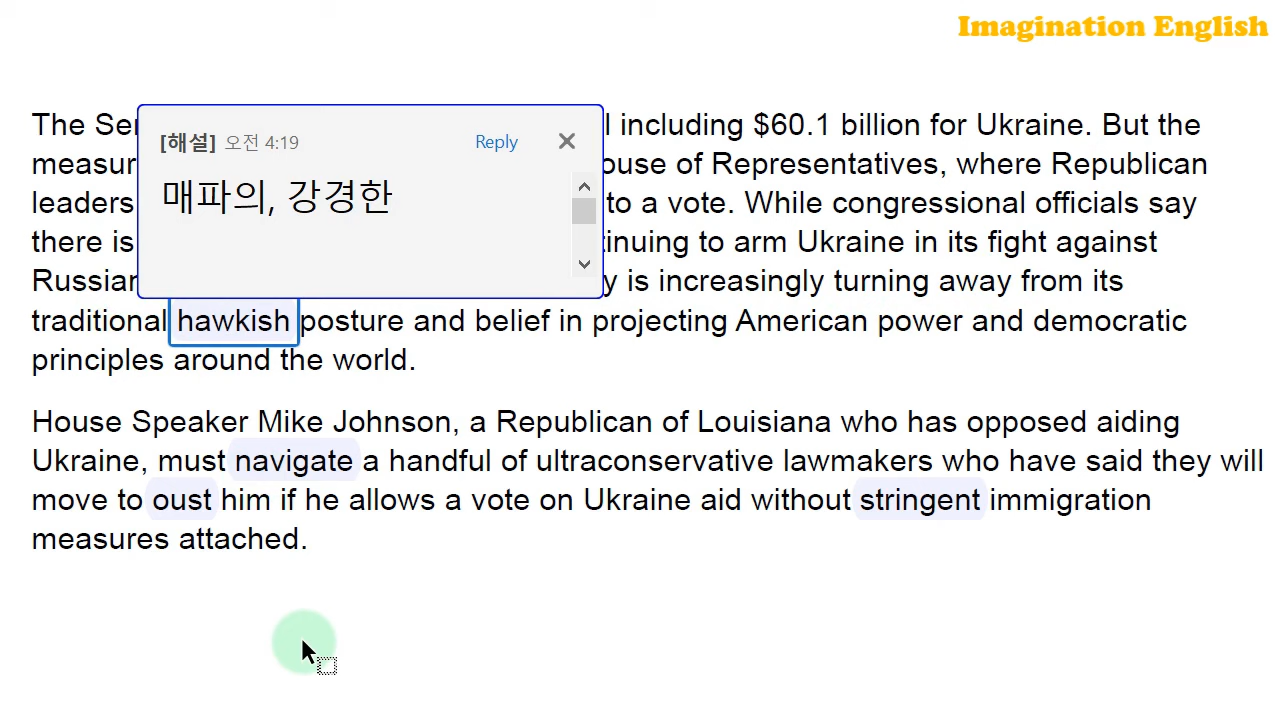 Imagination English
[해설] 오전 4:19 Reply
매파의, 강경한
The including $60.1 billion for Ukraine. But the
of Representatives, where Republican
leaders to a vote. While congressional officials say
there is to arm Ukraine in its fight against
is increasingly turning away from its
traditional hawkish posture and belief in projecting American power and democratic
principles around the world.
House Speaker Mike Johnson, a Republican of Louisiana who has opposed aiding
Ukraine, must navigate a handful of ultraconservative lawmakers who have said they will
move to oust him if he allows a vote on Ukraine aid without stringent immigration
measures attached.